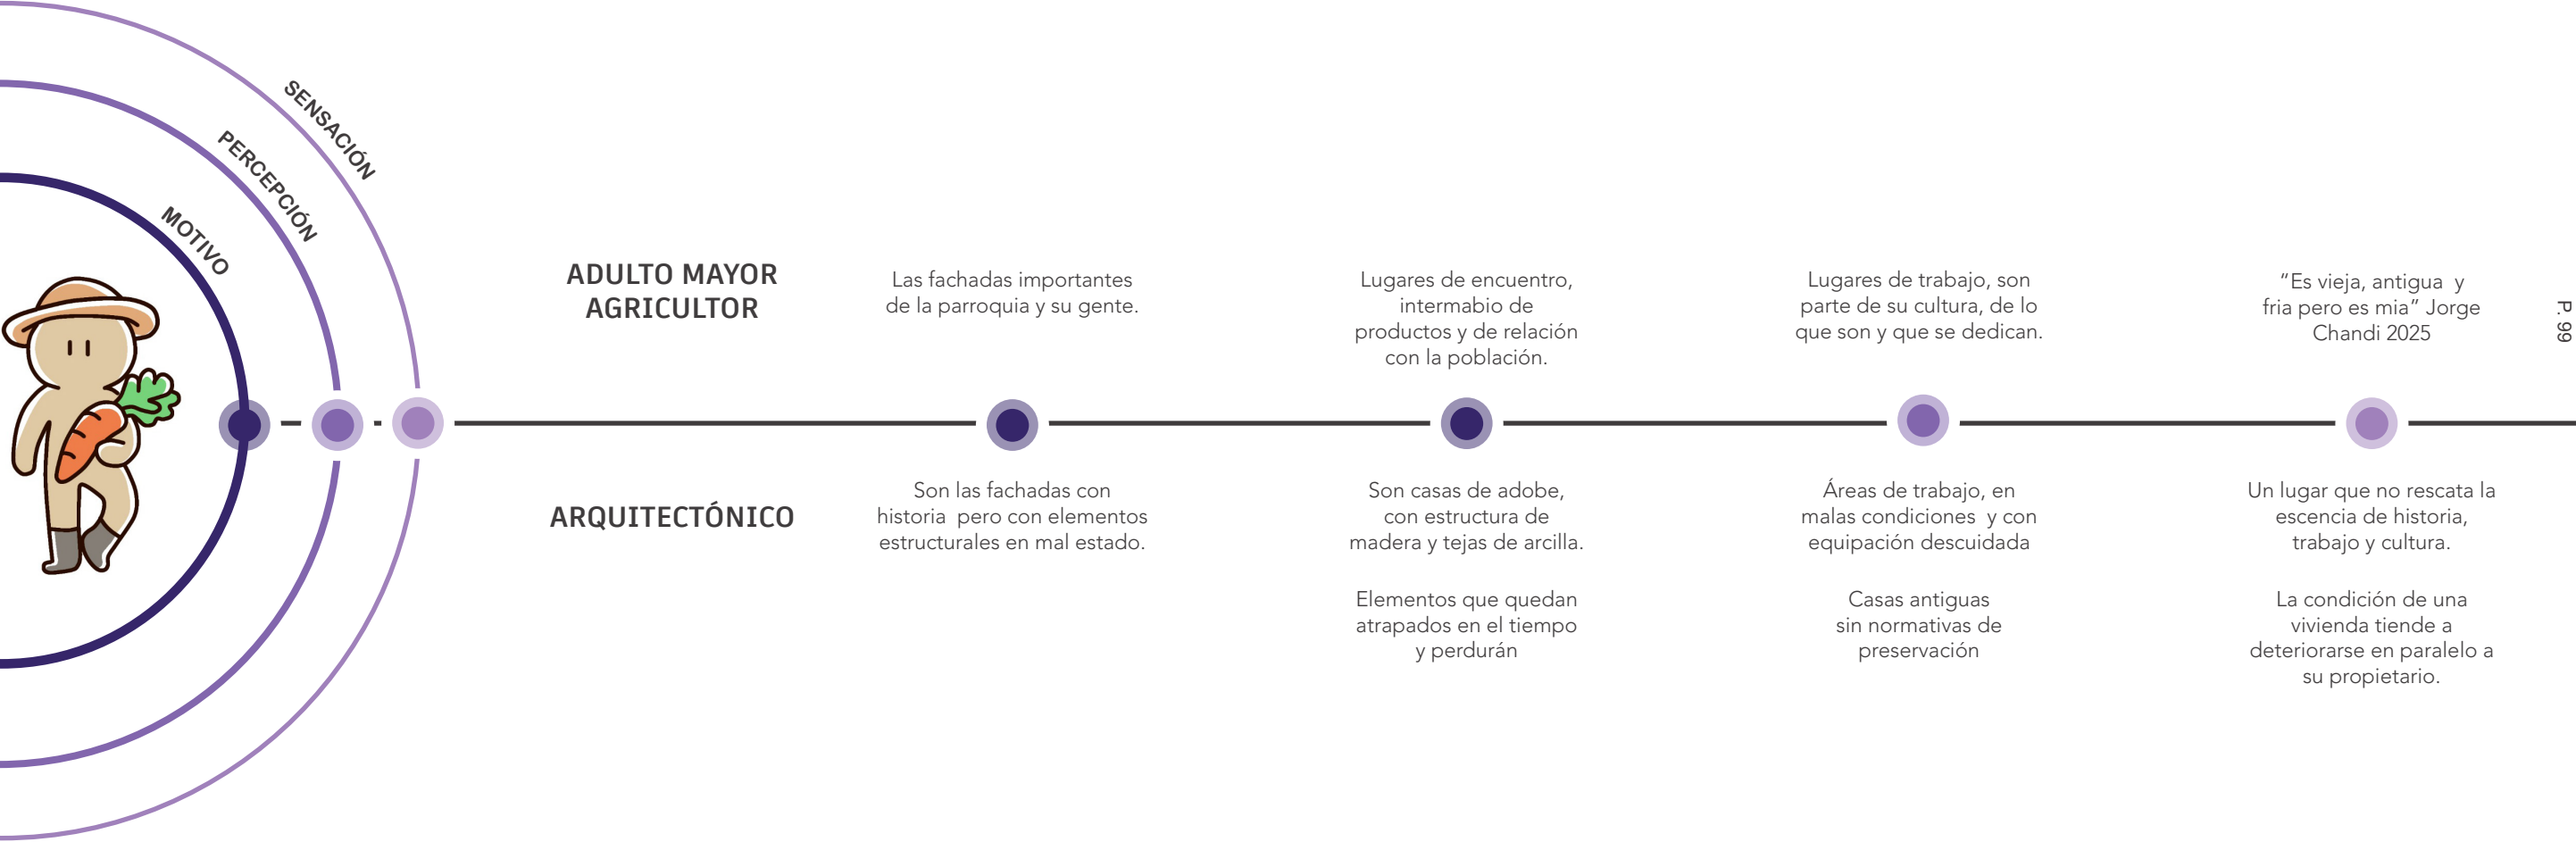 SENSACIÓN
PERCEPCIÓN
MOTIVO
ADULTO MAYOR
AGRICULTOR
Las fachadas importantes
de la parroquia y su gente.
Lugares de encuentro,
intermabio de
productos y de relación
con la población.
Lugares de trabajo, son
parte de su cultura, de lo
que son y que se dedican.
"Es vieja, antigua y
fria pero es mia" Jorge
Chandi 2025
P. 99
ARQUITECTÓNICO
Son las fachadas con
historia pero con elementos
estructurales en mal estado.
Son casas de adobe,
con estructura de
madera y tejas de arcilla.
Elementos que quedan
atrapados en el tiempo
y perdurán
Áreas de trabajo, en
malas condiciones y con
equipación descuidada
Casas antiguas
sin normativas de
preservación
Un lugar que no rescata la
escencia de historia,
trabajo y cultura.
La condición de una
vivienda tiende a
deteriorarse en paralelo a
su propietario.